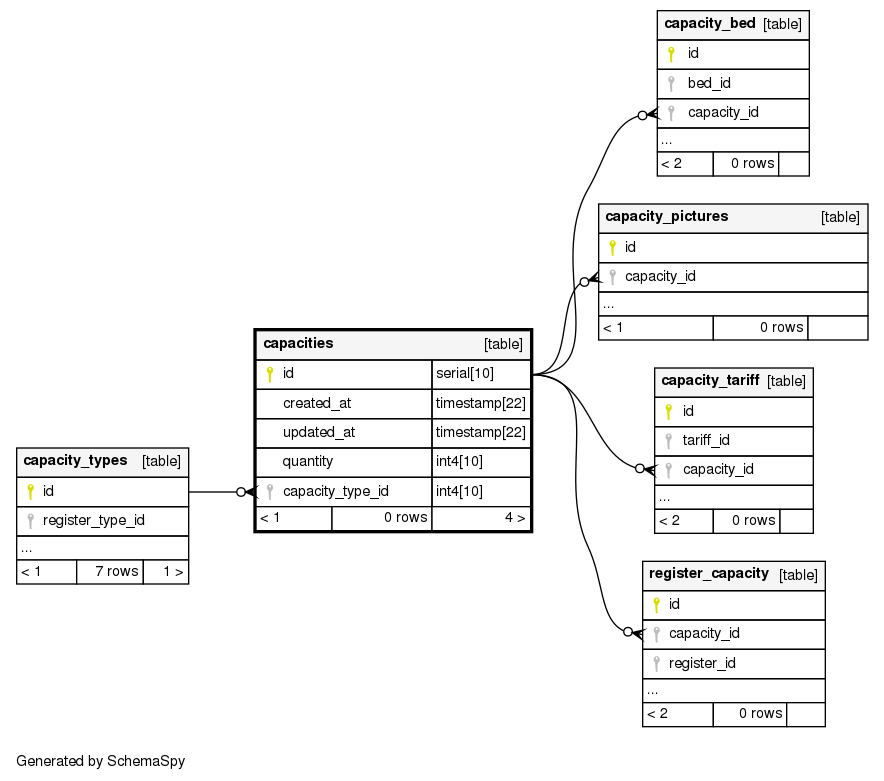 capacity_bed [table]
id
bed_id
capacity_id
...
< 2 0 rows
capacity_pictures [table]
id
capacity_id
...
< 1 0 rows
capacities [table]
id serial[10]
created_at timestamp[22]
updated_at timestamp[22]
quantity int4[10]
capacity_type_id int4[10]
< 1 0 rows 4 >
capacity_types [table]
id
register_type_id
...
< 1 7 rows 1 >
capacity_tariff [table]
id
tariff_id
capacity_id
...
< 2 0 rows
register_capacity [table]
id
capacity_id
register_id
...
< 2 0 rows
Generated by SchemaSpy